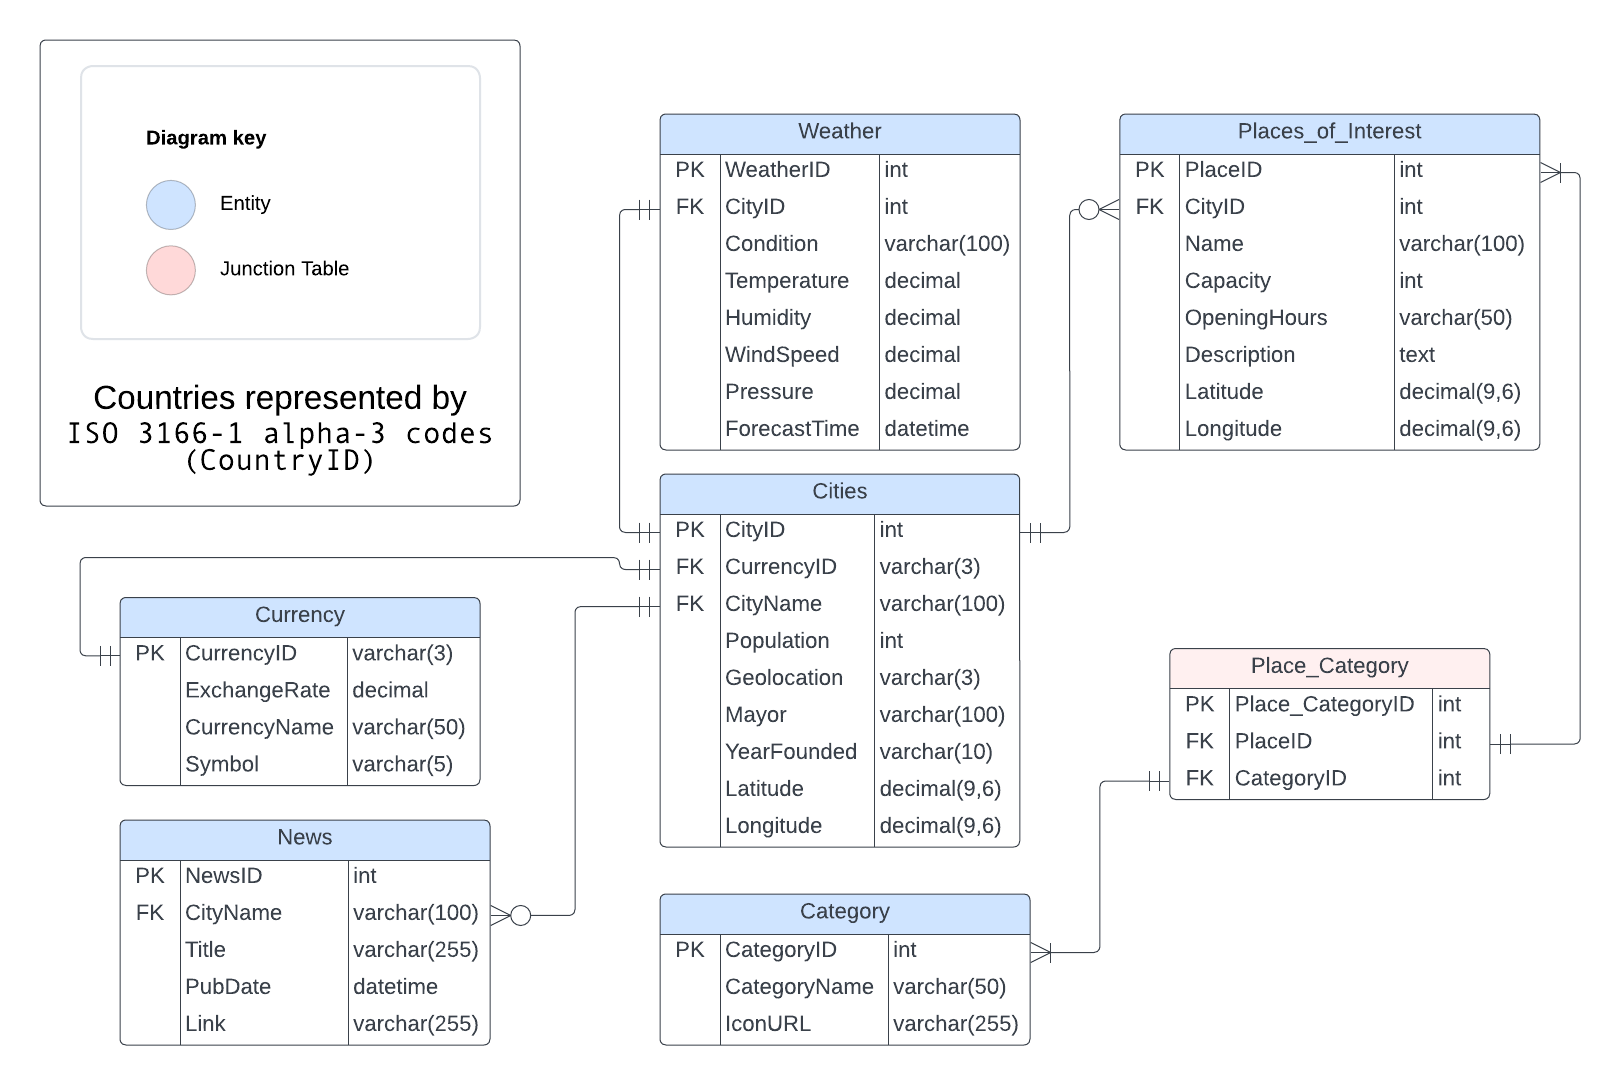 Diagram key
Entity
Junction Table
Countries represented by
ISO 3166-1 alpha-3 codes
(CountryID)
Weather
PK WeatherID int
FK CityID int
Condition varchar(100)
Temperature decimal
Humidity decimal
WindSpeed decimal
Pressure decimal
ForecastTime datetime
Places_of_Interest
PK PlaceID int
FK CityID int
Name varchar(100)
Capacity int
OpeningHours varchar(50)
Description text
Latitude decimal(9,6)
Longitude decimal(9,6)
Cities
PK CityID int
FK CurrencyID varchar(3)
FK CityName varchar(100)
Population int
Geolocation varchar(3)
Mayor varchar(100)
YearFounded varchar(10)
Latitude decimal(9,6)
Longitude decimal(9,6)
Currency
PK CurrencyID varchar(3)
ExchangeRate decimal
CurrencyName varchar(50)
Symbol varchar(5)
Place_Category
PK Place_CategoryID int
FK PlaceID int
FK CategoryID int
News
PK NewsID int
FK CityName varchar(100)
Title varchar(255)
PubDate datetime
Link varchar(255)
Category
PK CategoryID int
CategoryName varchar(50)
IconURL varchar(255)